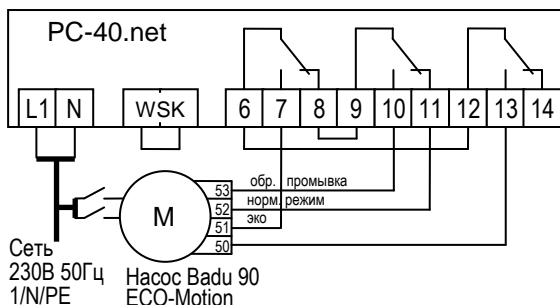 PC-40.net
L1 N WSK 6 7 8 9 10 11 12 13 14
53 обр. промывка
52 норм. режим
51 эко
50
M
Сеть
230В 50Гц
1/N/PE
Насос Badu 90
ECO-Motion